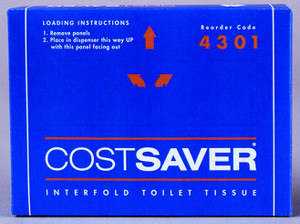 LOADING INSTRUCTIONS
1. Remove panels
2. Place in dispenser this way UP
with this panel facing out
Reorder Code
4301
COSTSAVER®
INTERFOLD TOILET TISSUE